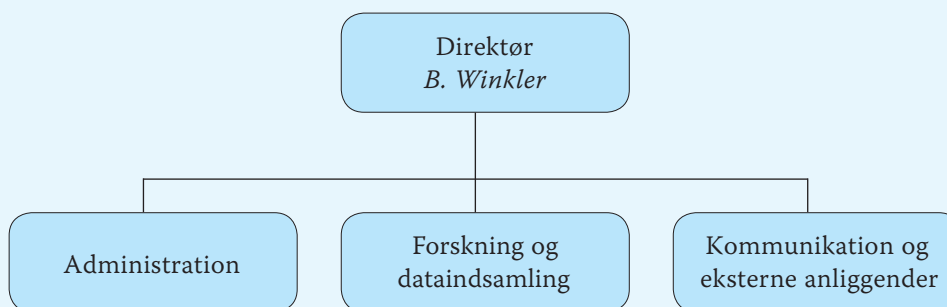 Direktør
B. Winkler
Administration
Forskning og
dataindsamling
Kommunikation og
eksterne anliggender